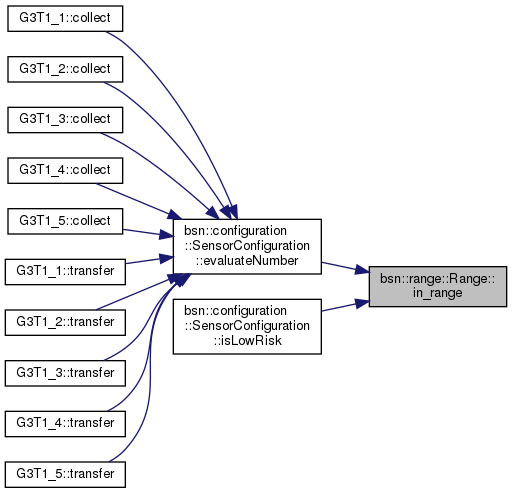 G3T1_1::collect
G3T1_2::collect
G3T1_3::collect
G3T1_4::collect
G3T1_5::collect
G3T1_1::transfer
G3T1_2::transfer
G3T1_3::transfer
G3T1_4::transfer
G3T1_5::transfer
bsn::configuration
::SensorConfiguration
::evaluateNumber
bsn::configuration
::SensorConfiguration
::isLowRisk
bsn::range::Range::
in_range